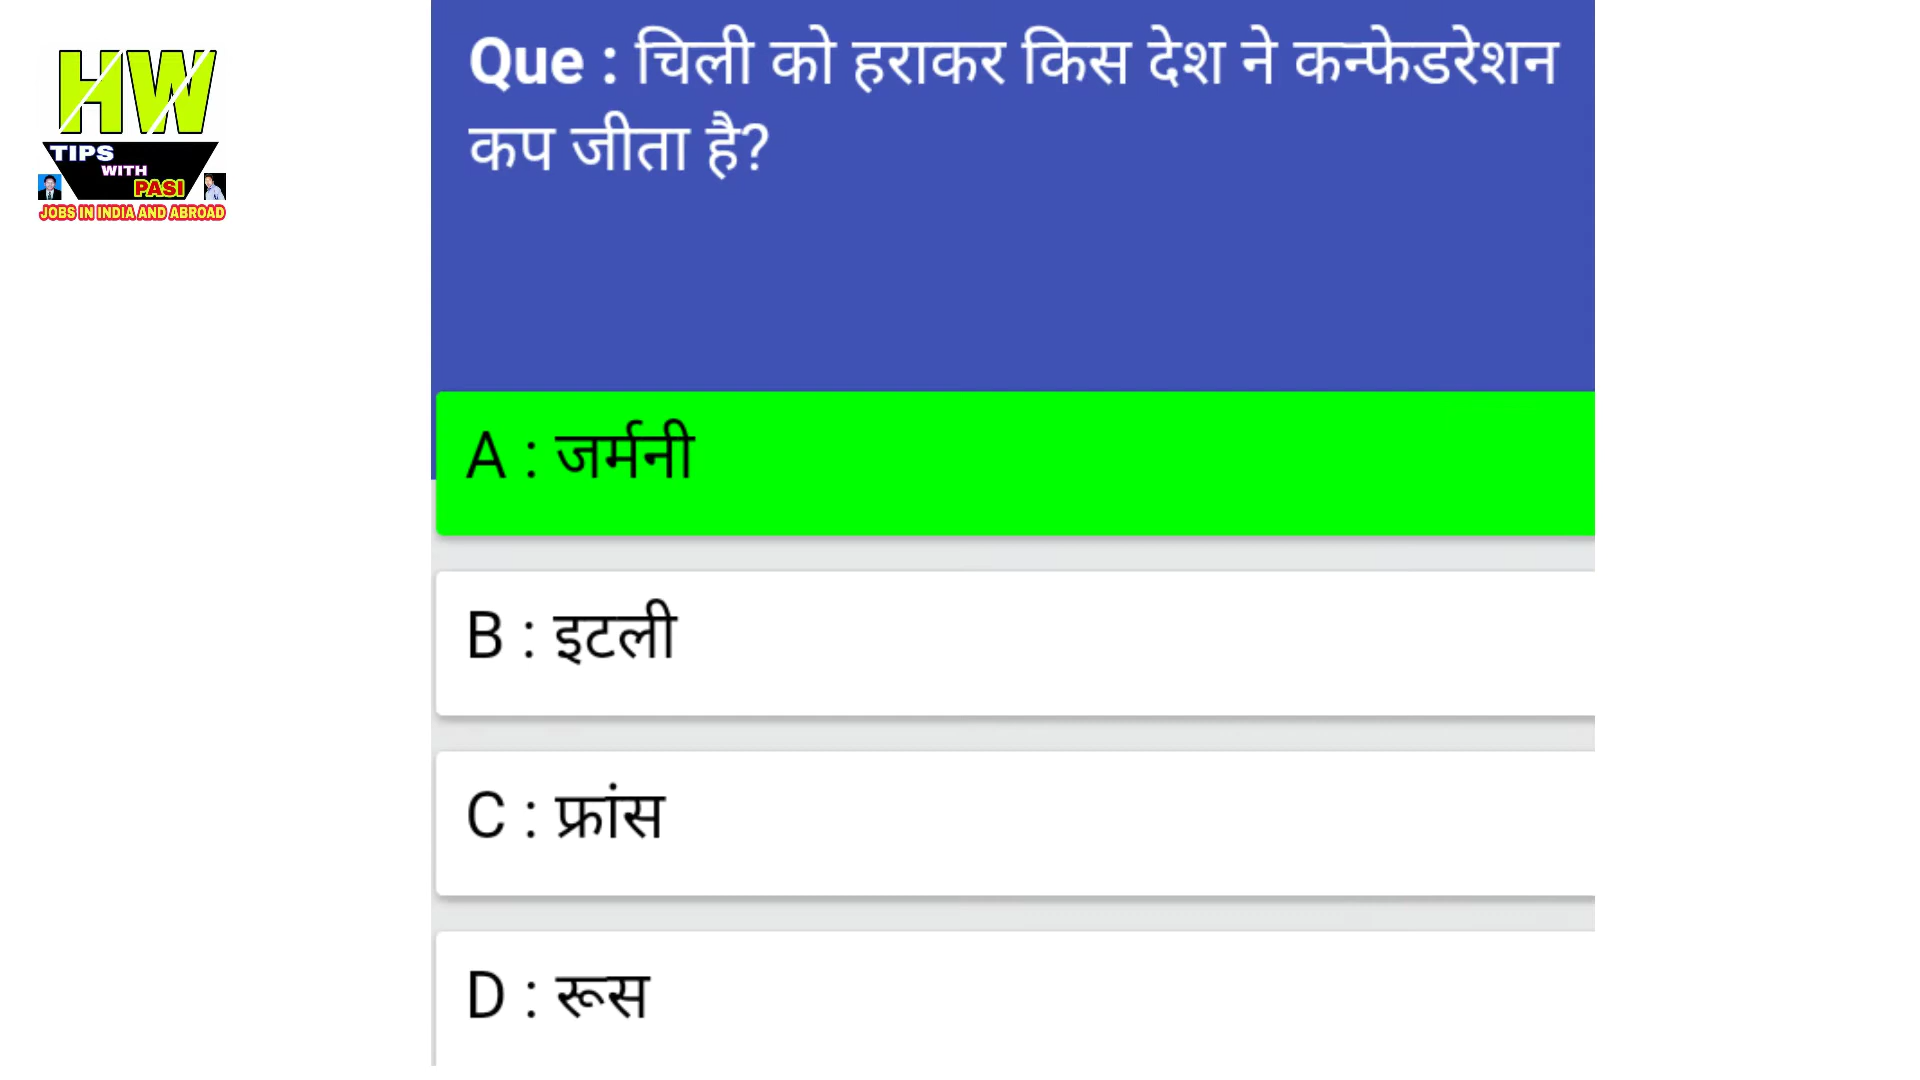 HW
TIPS
WITH
PASI
JOBS IN INDIA AND ABROAD
Que : चिली को हराकर किस देश ने कन्फेडरेशन
कप जीता है?
A : जर्मनी
B : इटली
C : फ्रांस
D : रूस